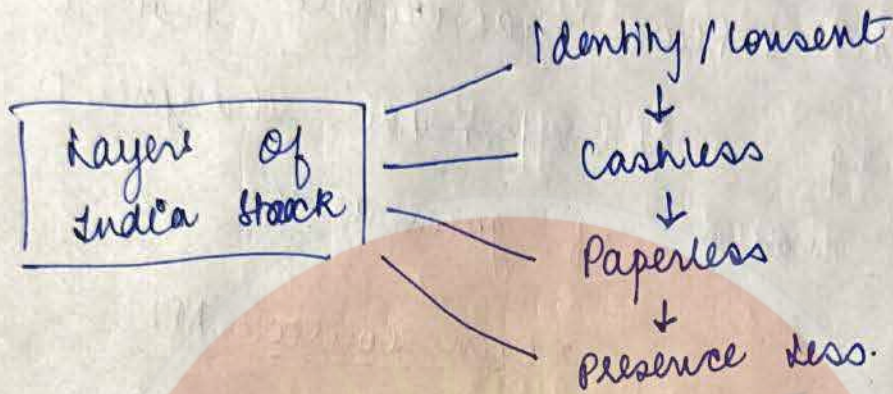 Layers of
India Stack
Identity / Consent
↓
Cashless
↓
Paperless
↓
Presence less.